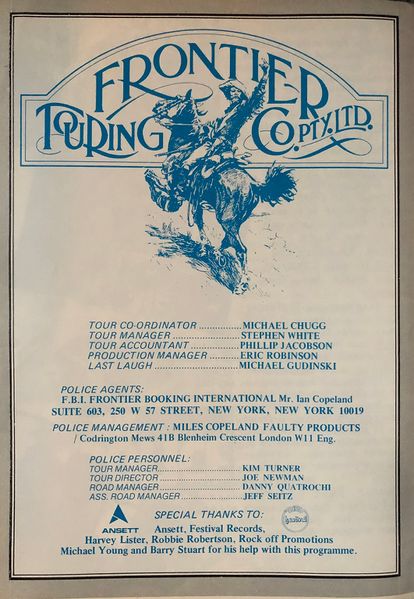 FRONTIER
TOURING CO. PTY. LTD.
TOUR CO-ORDINATOR .................. MICHAEL CHUGG
TOUR MANAGER ........................ STEPHEN WHITE
TOUR ACCOUNTANT .................... PHILLIP JACOBSON
PRODUCTION MANAGER ............. ERIC ROBINSON
LAST LAUGH ............................ MICHAEL GUDINSKI
POLICE AGENTS:
F.B.I. FRONTIER BOOKING INTERNATIONAL Mr. Ian Copeland
SUITE 603, 250 W 57 STREET, NEW YORK, NEW YORK 10019
POLICE MANAGEMENT : MILES COPELAND FAULTY PRODUCTS
/ Codrington Mews 41B Blenheim Crescent London W11 Eng.
POLICE PERSONNEL:
TOUR MANAGER........................ KIM TURNER
TOUR DIRECTOR ........................ JOE NEWMAN
ROAD MANAGER ....................... DANNY QUATROCHI
ASS. ROAD MANAGER ................. JEFF SEITZ
SPECIAL THANKS TO:
ANSETT
Ansett, Festival Records,
Harvey Lister, Robbie Robertson, Rock off Promotions
Michael Young and Barry Stuart for his help with this programme.